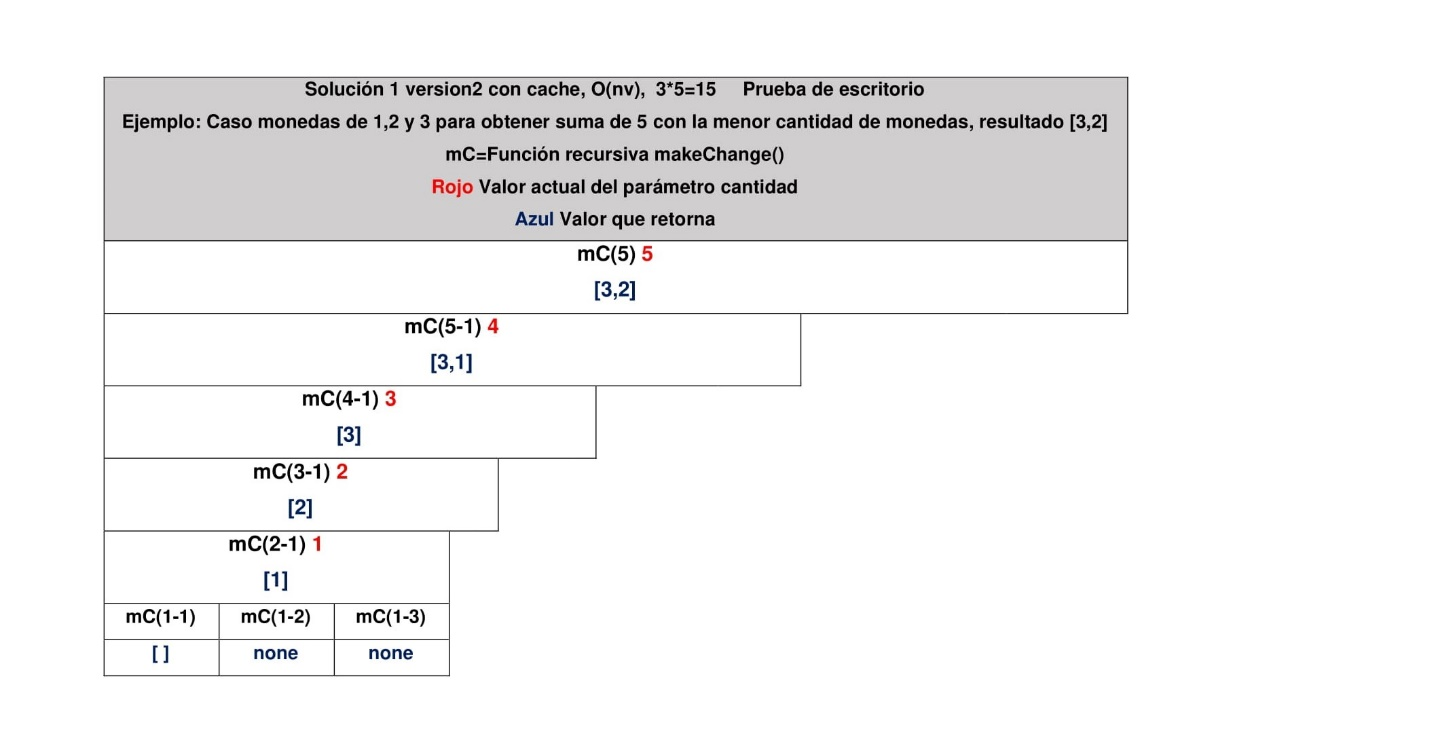 Solución 1 version2 con cache, O(nv), 3*5=15 Prueba de escritorio
Ejemplo: Caso monedas de 1,2 y 3 para obtener suma de 5 con la menor cantidad de monedas, resultado [3,2]
mC=Función recursiva makeChange()
Rojo Valor actual del parámetro cantidad
Azul Valor que retorna
mC(5) 5
[3,2]
mC(5-1) 4
[3,1]
mC(4-1) 3
[3]
mC(3-1) 2
[2]
mC(2-1) 1
[1]
mC(1-1) mC(1-2) mC(1-3)
[ ] none none